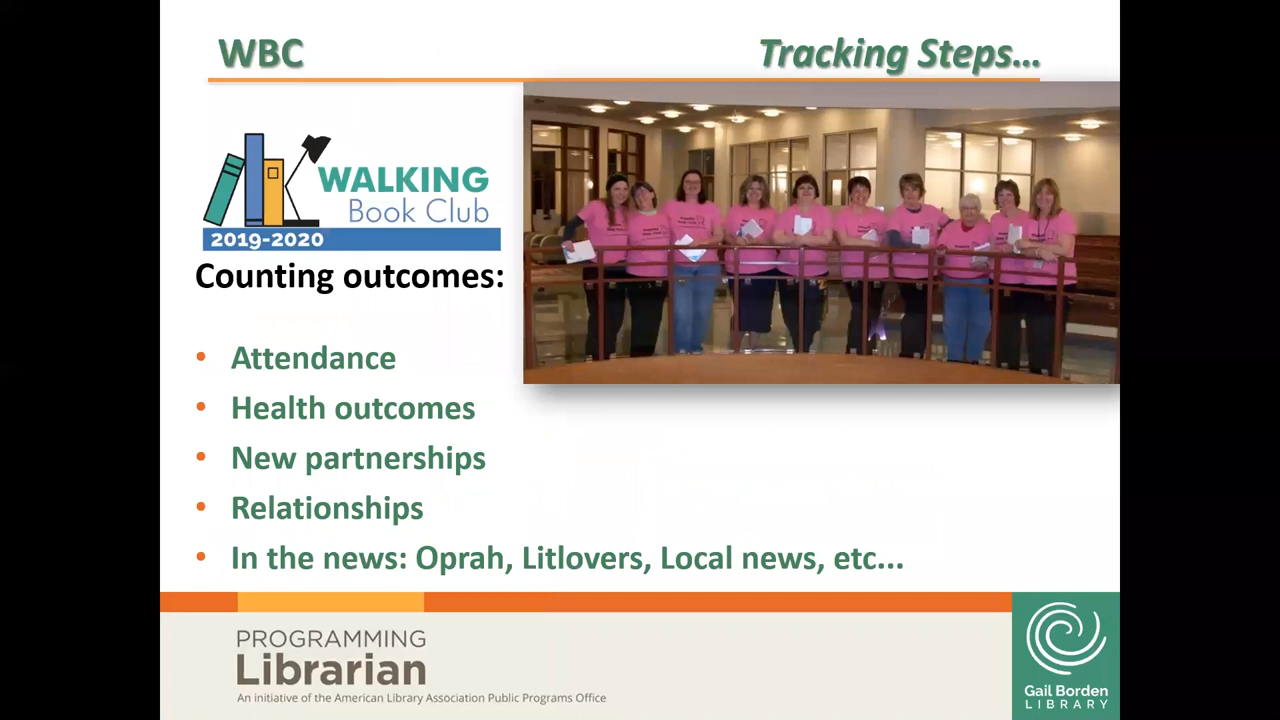 WBC
Tracking Steps...
WALKING
Book Club
2019-2020
Counting outcomes:
• Attendance
• Health outcomes
• New partnerships
• Relationships
• In the news: Oprah, Litlovers, Local news, etc...
PROGRAMMING
Librarian
An initiative of the American Library Association Public Programs Office
Gail Borden
LIBRARY